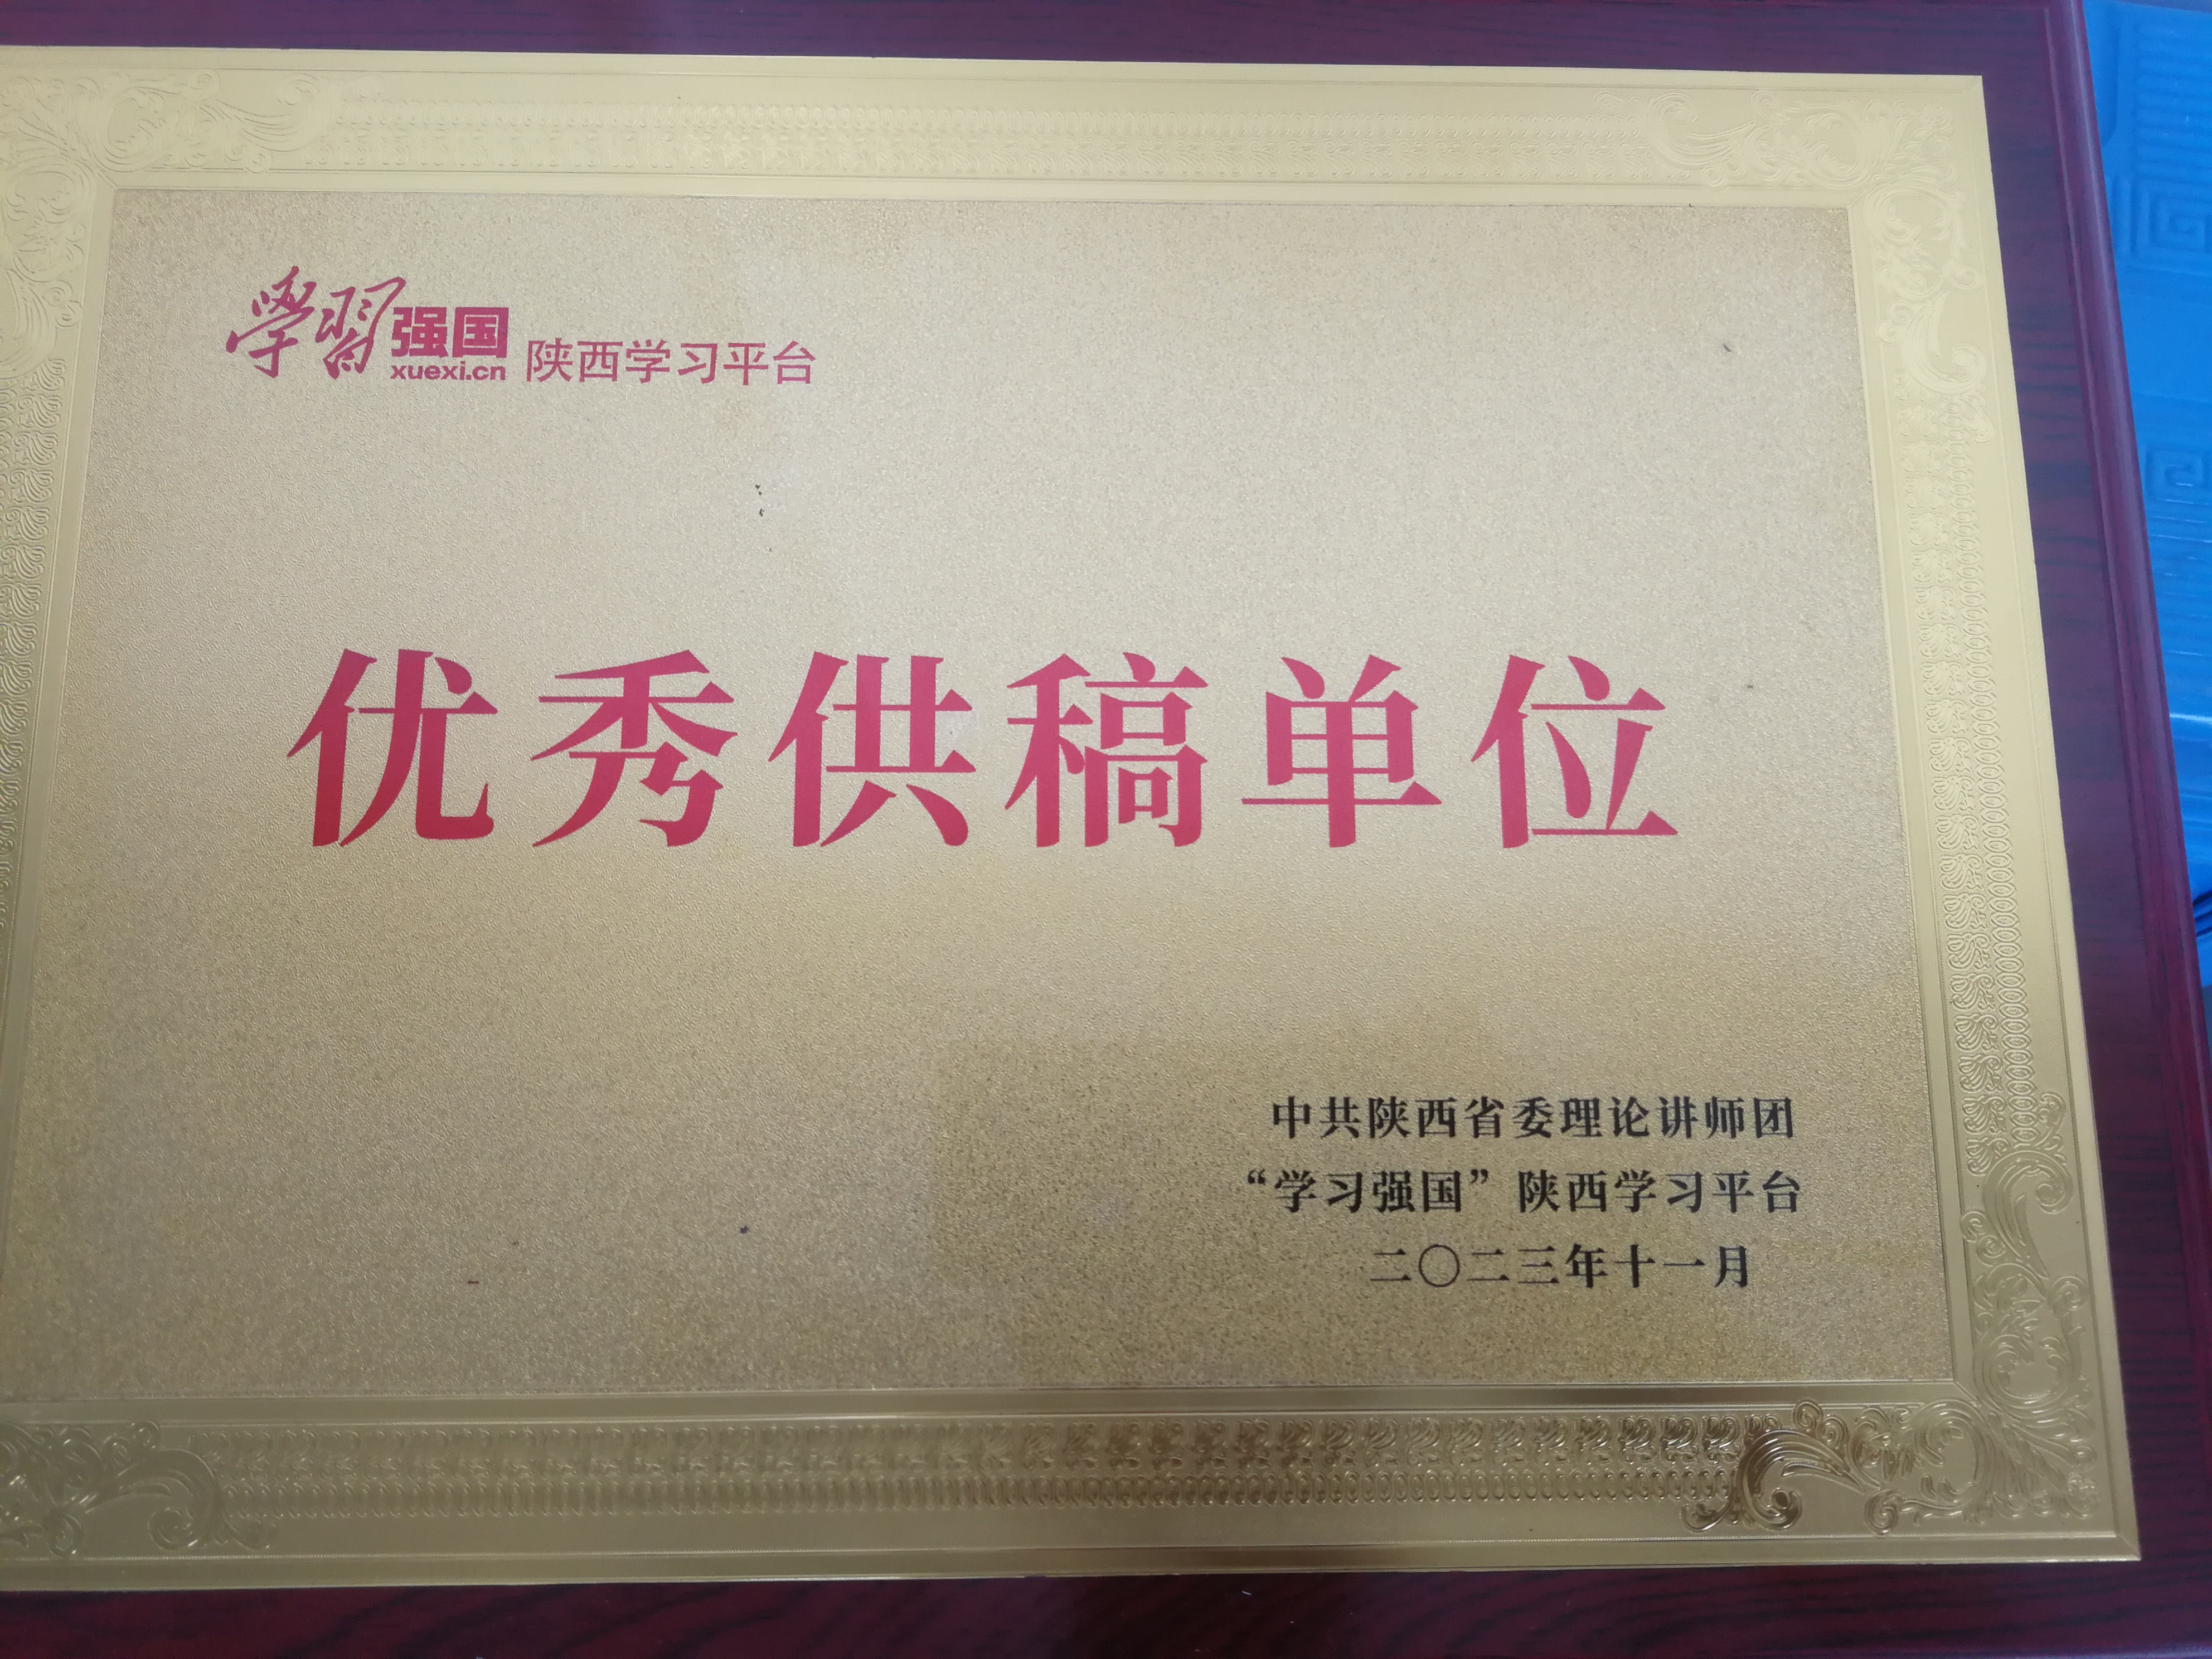 學習强国 陕西学习平台
xuexi.cn
优秀供稿单位
中共陕西省委理论讲师团
“学习强国”陕西学习平台
二〇二三年十一月